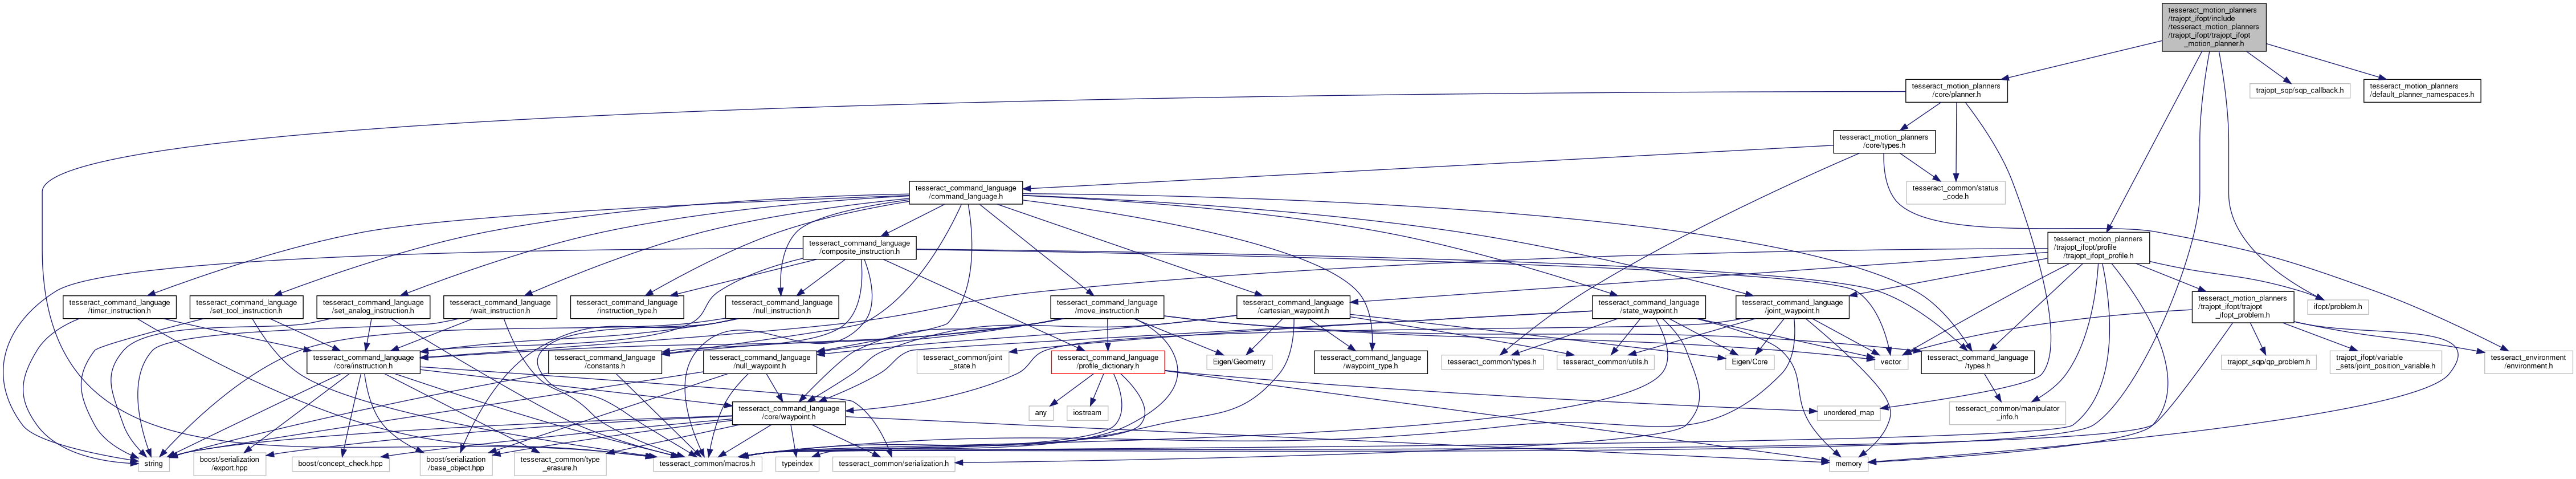 tesseract_motion_planners
/trajopt_ifopt/include
/tesseract_motion_planners
/trajopt_ifopt/trajopt_ifopt
_motion_planner.h
tesseract_motion_planners
/core/planner.h
trajopt_sqp/sqp_callback.h
tesseract_motion_planners
/default_planner_namespaces.h
tesseract_motion_planners
/core/types.h
tesseract_command_language
/command_language.h
tesseract_common/status
_code.h
tesseract_command_language
/composite_instruction.h
tesseract_motion_planners
/trajopt_ifopt/profile
/trajopt_ifopt_profile.h
tesseract_command_language
/timer_instruction.h
tesseract_command_language
/set_tool_instruction.h
tesseract_command_language
/set_analog_instruction.h
tesseract_command_language
/wait_instruction.h
tesseract_command_language
/instruction_type.h
tesseract_command_language
/null_instruction.h
tesseract_command_language
/move_instruction.h
tesseract_command_language
/cartesian_waypoint.h
tesseract_command_language
/state_waypoint.h
tesseract_command_language
/joint_waypoint.h
tesseract_motion_planners
/trajopt_ifopt/trajopt
_ifopt_problem.h
ifopt/problem.h
tesseract_command_language
/core/instruction.h
tesseract_command_language
/constants.h
tesseract_command_language
/null_waypoint.h
tesseract_common/joint
_state.h
tesseract_command_language
/profile_dictionary.h
Eigen/Geometry
tesseract_command_language
/waypoint_type.h
tesseract_common/types.h
tesseract_common/utils.h
Eigen/Core
vector
tesseract_command_language
/types.h
trajopt_sqp/qp_problem.h
trajopt_ifopt/variable
_sets/joint_position_variable.h
tesseract_environment
/environment.h
tesseract_command_language
/core/waypoint.h
any
iostream
unordered_map
tesseract_common/manipulator
_info.h
string
boost/serialization
/export.hpp
boost/concept_check.hpp
boost/serialization
/base_object.hpp
tesseract_common/type
_erasure.h
tesseract_common/macros.h
typeindex
tesseract_common/serialization.h
memory